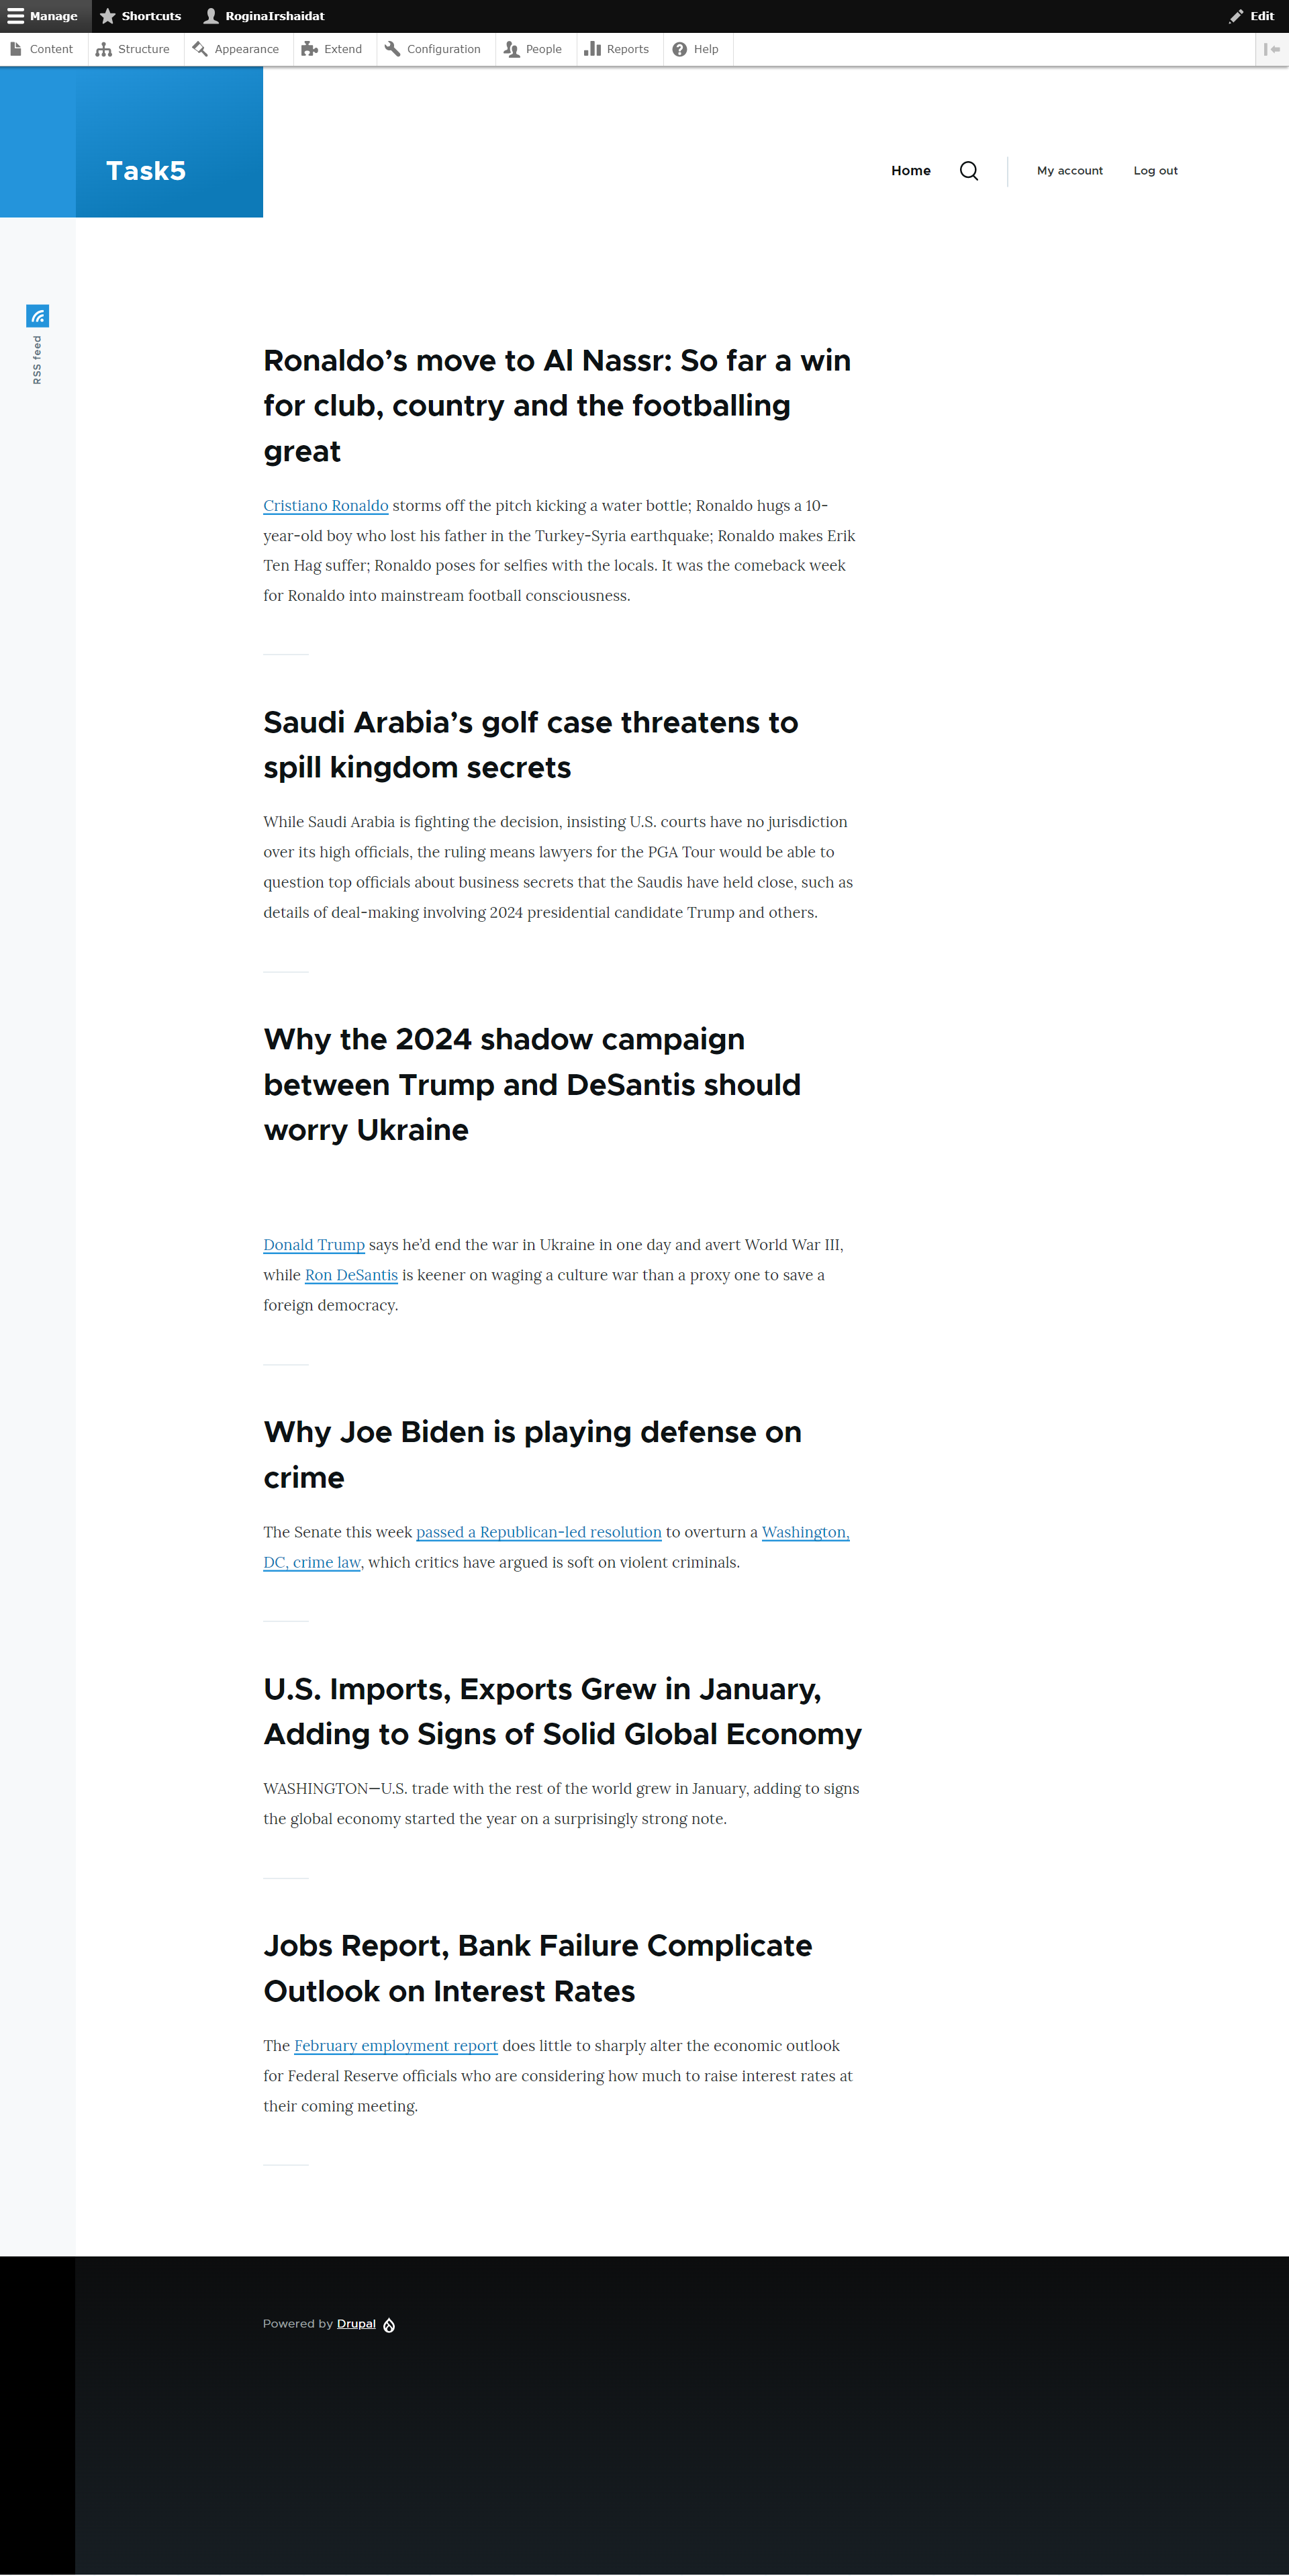 Manage Shortcuts RoginaIrshaidat Edit
Content Structure Appearance Extend Configuration People Reports Help
Task5
Home My account Log out
RSS feed
Ronaldo’s move to Al Nassr: So far a win
for club, country and the footballing
great
Cristiano Ronaldo storms off the pitch kicking a water bottle; Ronaldo hugs a 10-
year-old boy who lost his father in the Turkey-Syria earthquake; Ronaldo makes Erik
Ten Hag suffer; Ronaldo poses for selfies with the locals. It was the comeback week
for Ronaldo into mainstream football consciousness.
Saudi Arabia’s golf case threatens to
spill kingdom secrets
While Saudi Arabia is fighting the decision, insisting U.S. courts have no jurisdiction
over its high officials, the ruling means lawyers for the PGA Tour would be able to
question top officials about business secrets that the Saudis have held close, such as
details of deal-making involving 2024 presidential candidate Trump and others.
Why the 2024 shadow campaign
between Trump and DeSantis should
worry Ukraine
Donald Trump says he’d end the war in Ukraine in one day and avert World War III,
while Ron DeSantis is keener on waging a culture war than a proxy one to save a
foreign democracy.
Why Joe Biden is playing defense on
crime
The Senate this week passed a Republican-led resolution to overturn a Washington,
DC, crime law, which critics have argued is soft on violent criminals.
U.S. Imports, Exports Grew in January,
Adding to Signs of Solid Global Economy
WASHINGTON—U.S. trade with the rest of the world grew in January, adding to signs
the global economy started the year on a surprisingly strong note.
Jobs Report, Bank Failure Complicate
Outlook on Interest Rates
The February employment report does little to sharply alter the economic outlook
for Federal Reserve officials who are considering how much to raise interest rates at
their coming meeting.
Powered by Drupal